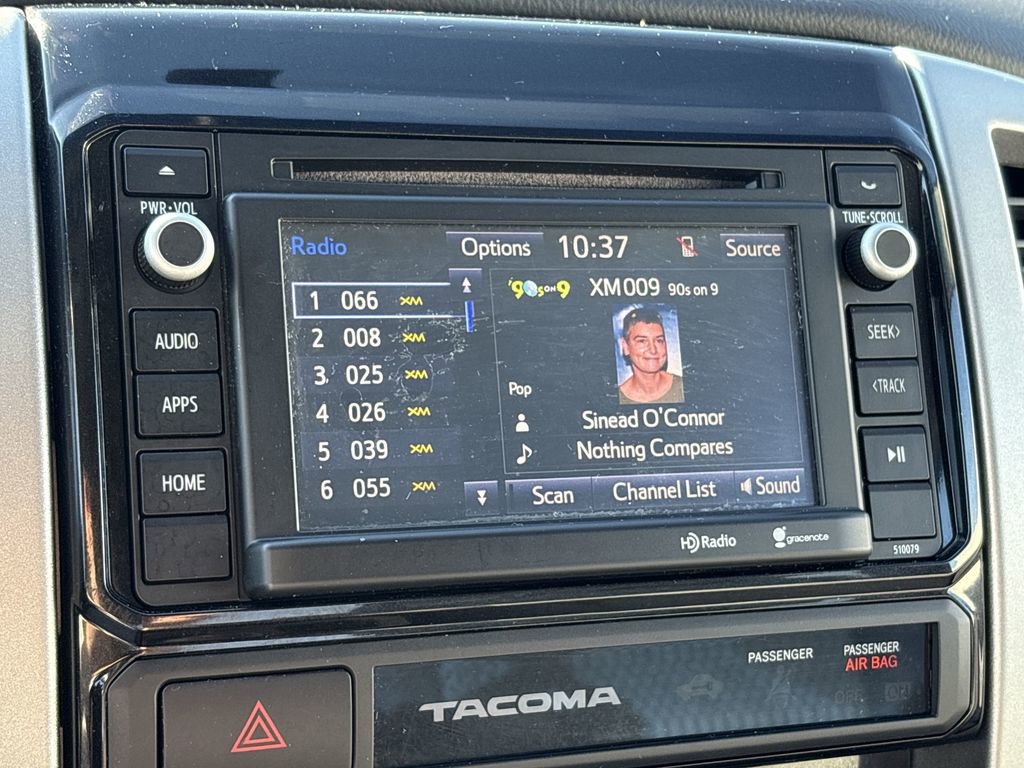 PWR•VOL
TUNE•SCROLL
Radio
Options
10:37
Source
1 066 XM
2 008 XM
3 025 XM
4 026 XM
5 039 XM
6 055 XM
'90s ON 9
XM009 90s on 9
Pop
Sinead O'Connor
Nothing Compares
Scan
Channel List
Sound
AUDIO
APPS
HOME
SEEK>
<TRACK
HD Radio
gracenote
510079
TACOMA
PASSENGER
PASSENGER
AIR BAG
OFF
ON